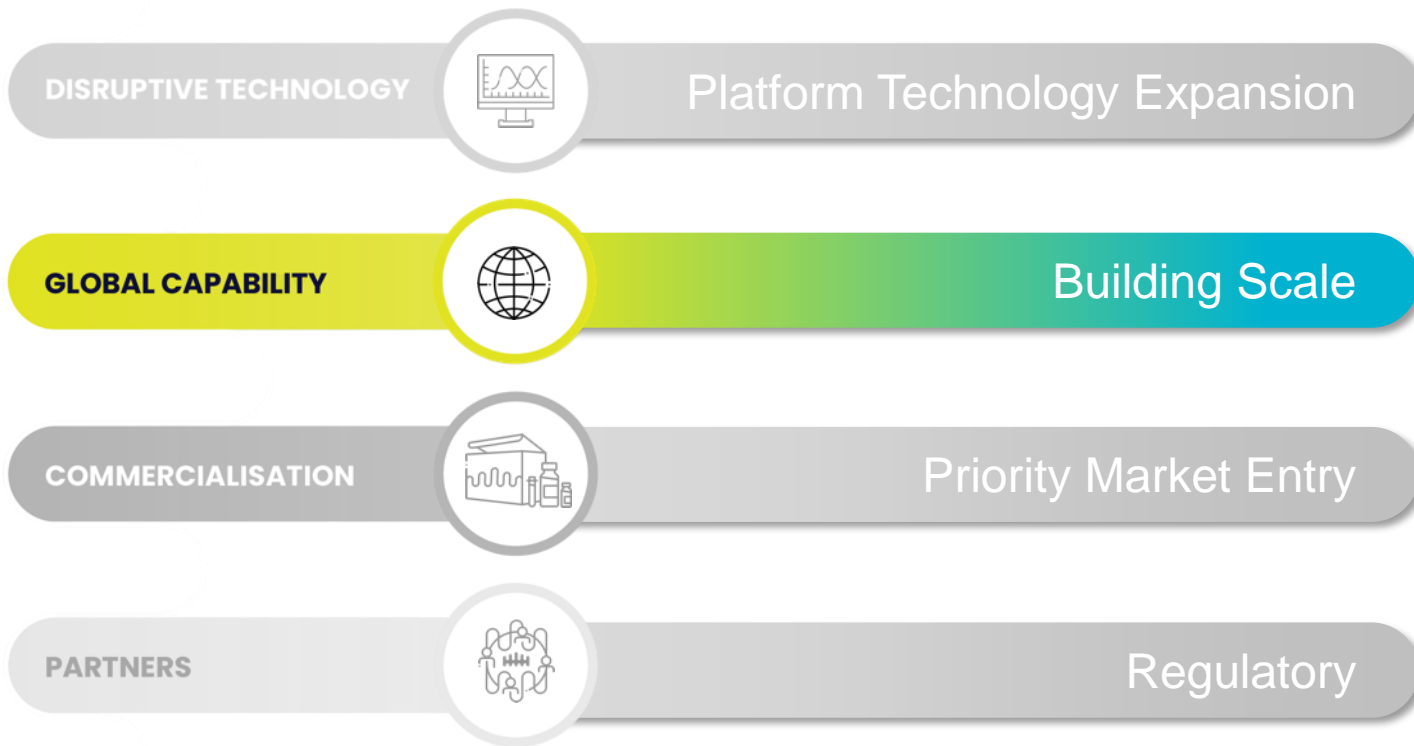 DISRUPTIVE TECHNOLOGY
Platform Technology Expansion
GLOBAL CAPABILITY
Building Scale
COMMERCIALISATION
Priority Market Entry
PARTNERS
Regulatory